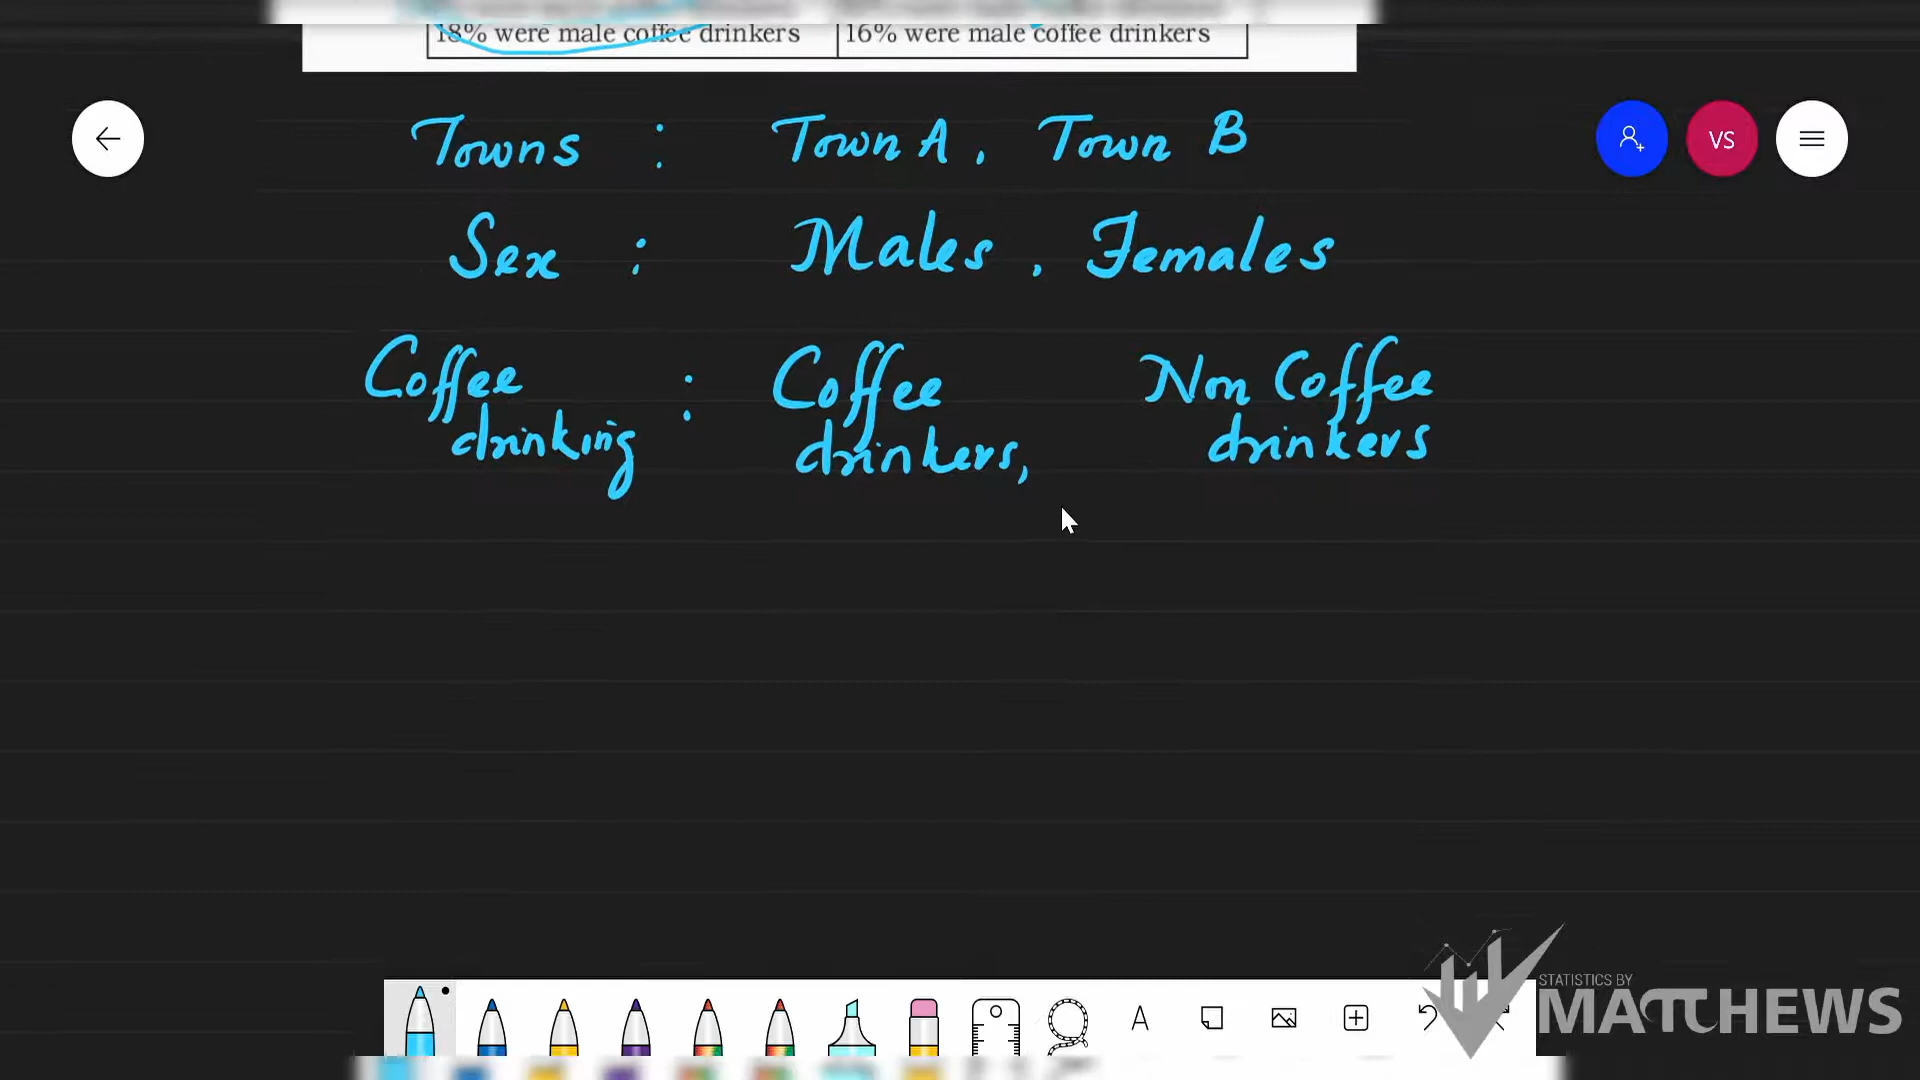 18% were male coffee drinkers 16% were male coffee drinkers
Towns : Town A, Town B
VS
Sex : Males, Females
Coffee drinking : Coffee drinkers, Non Coffee drinkers
STATISTICS BY
MATTHEWS